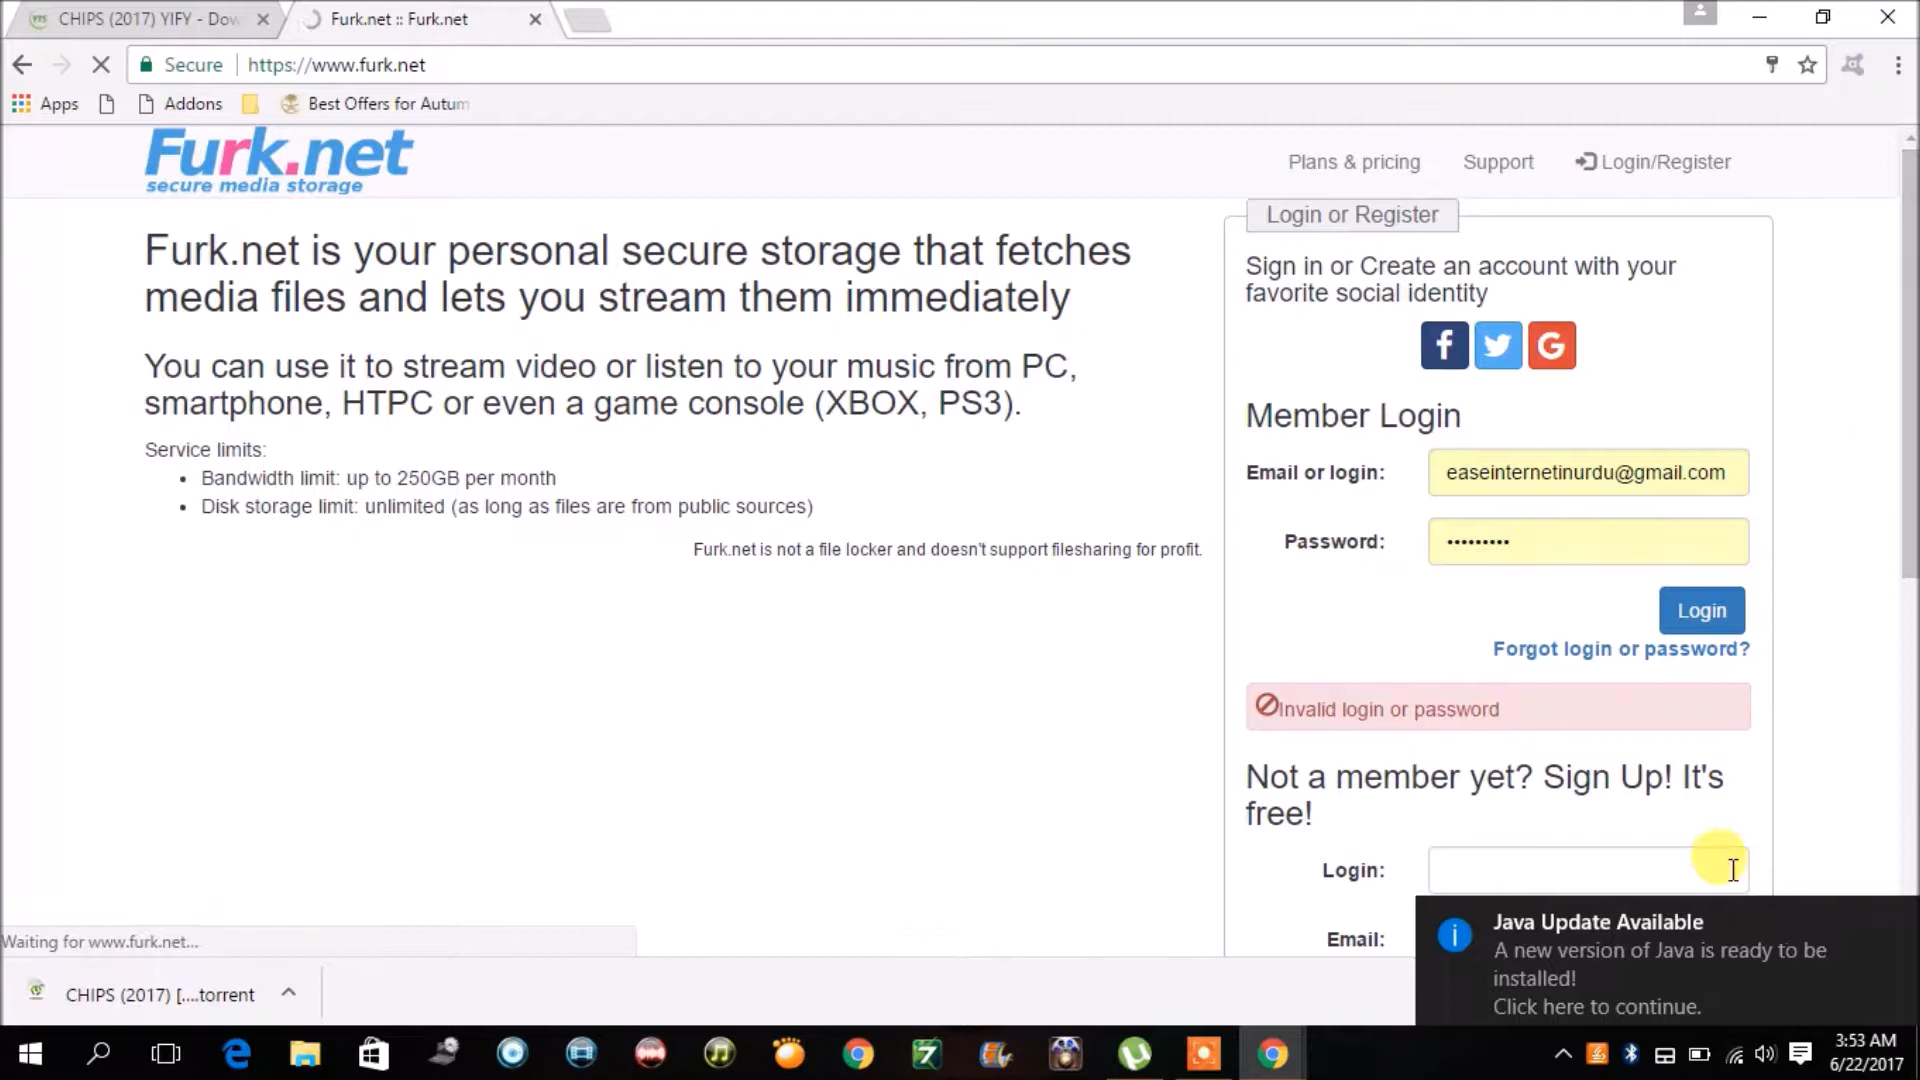 CHIPS (2017) YIFY - Dow
Furk.net :: Furk.net
Secure
https://www.furk.net
Apps
Addons
Best Offers for Autum
Furk.net
secure media storage
Plans & pricing
Support
Login/Register
Furk.net is your personal secure storage that fetches
media files and lets you stream them immediately
You can use it to stream video or listen to your music from PC,
smartphone, HTPC or even a game console (XBOX, PS3).
Service limits:
Bandwidth limit: up to 250GB per month
Disk storage limit: unlimited (as long as files are from public sources)
Furk.net is not a file locker and doesn't support filesharing for profit.
Login or Register
Sign in or Create an account with your
favorite social identity
Member Login
Email or login:
easeinternetinurdu@gmail.com
Password:
•••••••••
Login
Forgot login or password?
Invalid login or password
Not a member yet? Sign Up! It's
free!
Login:
Email:
Java Update Available
A new version of Java is ready to be
installed!
Click here to continue.
Waiting for www.furk.net...
CHIPS (2017) [....torrent
3:53 AM
6/22/2017